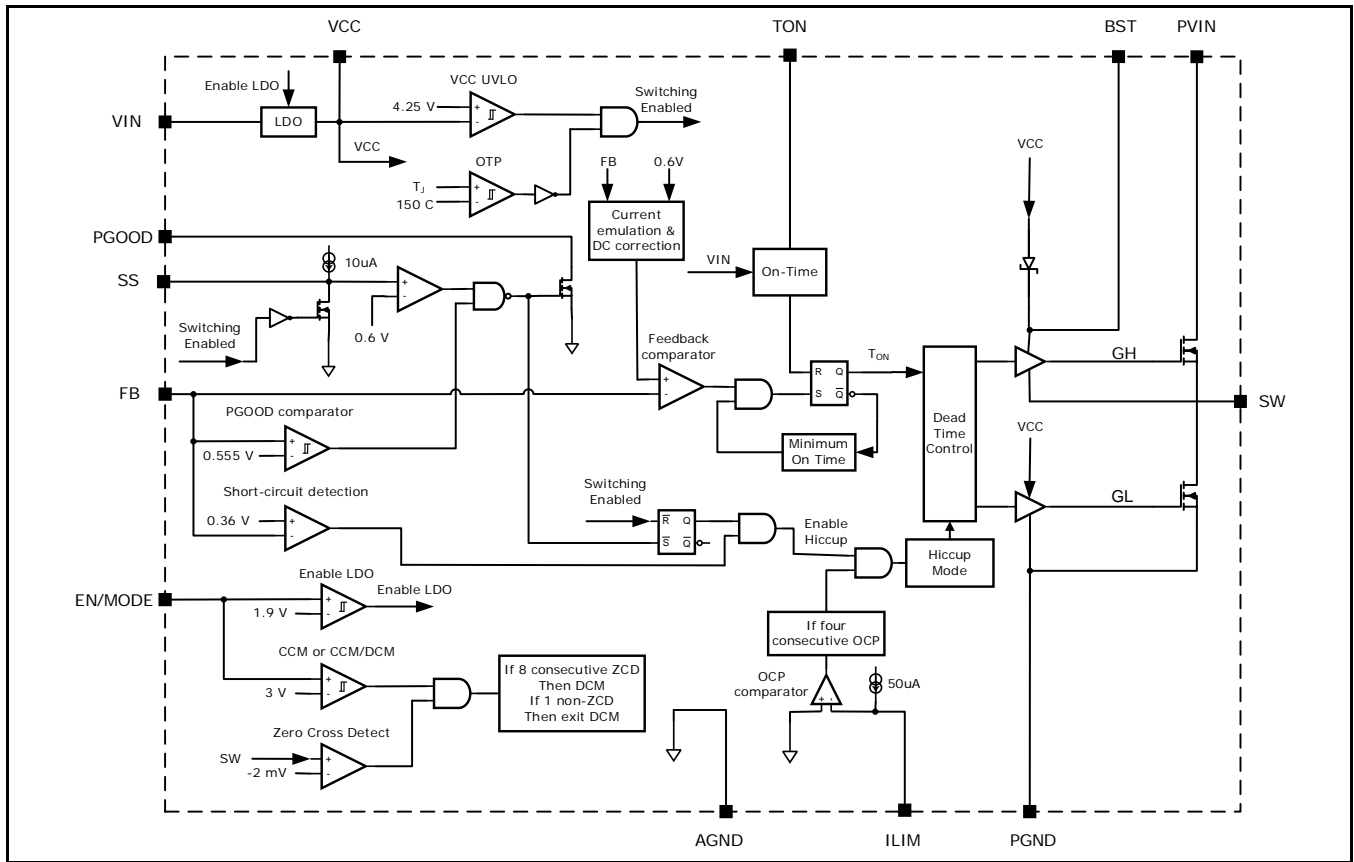 VCC
TON
BST
PVIN
Enable LDO
VCC UVLO
Switching
Enabled
4.25 V
+
-
VIN
LDO
VCC
OTP
TJ
150 C
+
-
FB
0.6V
VCC
Current
emulation &
DC correction
PGOOD
SS
10uA
+
-
0.6 V
Switching
Enabled
VIN
On-Time
Feedback
comparator
+
-
R Q
S Q
TON
GH
FB
SW
PGOOD comparator
0.555 V
+
-
Minimum
On Time
Dead
Time
Control
VCC
GL
Short-circuit detection
0.36 V
+
-
Switching
Enabled
R Q
S Q
Enable
Hiccup
Hiccup
Mode
EN/MODE
Enable LDO
1.9 V
+
-
Enable LDO
If four
consecutive OCP
CCM or CCM/DCM
3 V
+
-
If 8 consecutive ZCD
Then DCM
If 1 non-ZCD
Then exit DCM
OCP
comparator
+ -
50uA
Zero Cross Detect
SW
-2 mV
+
-
AGND
ILIM
PGND